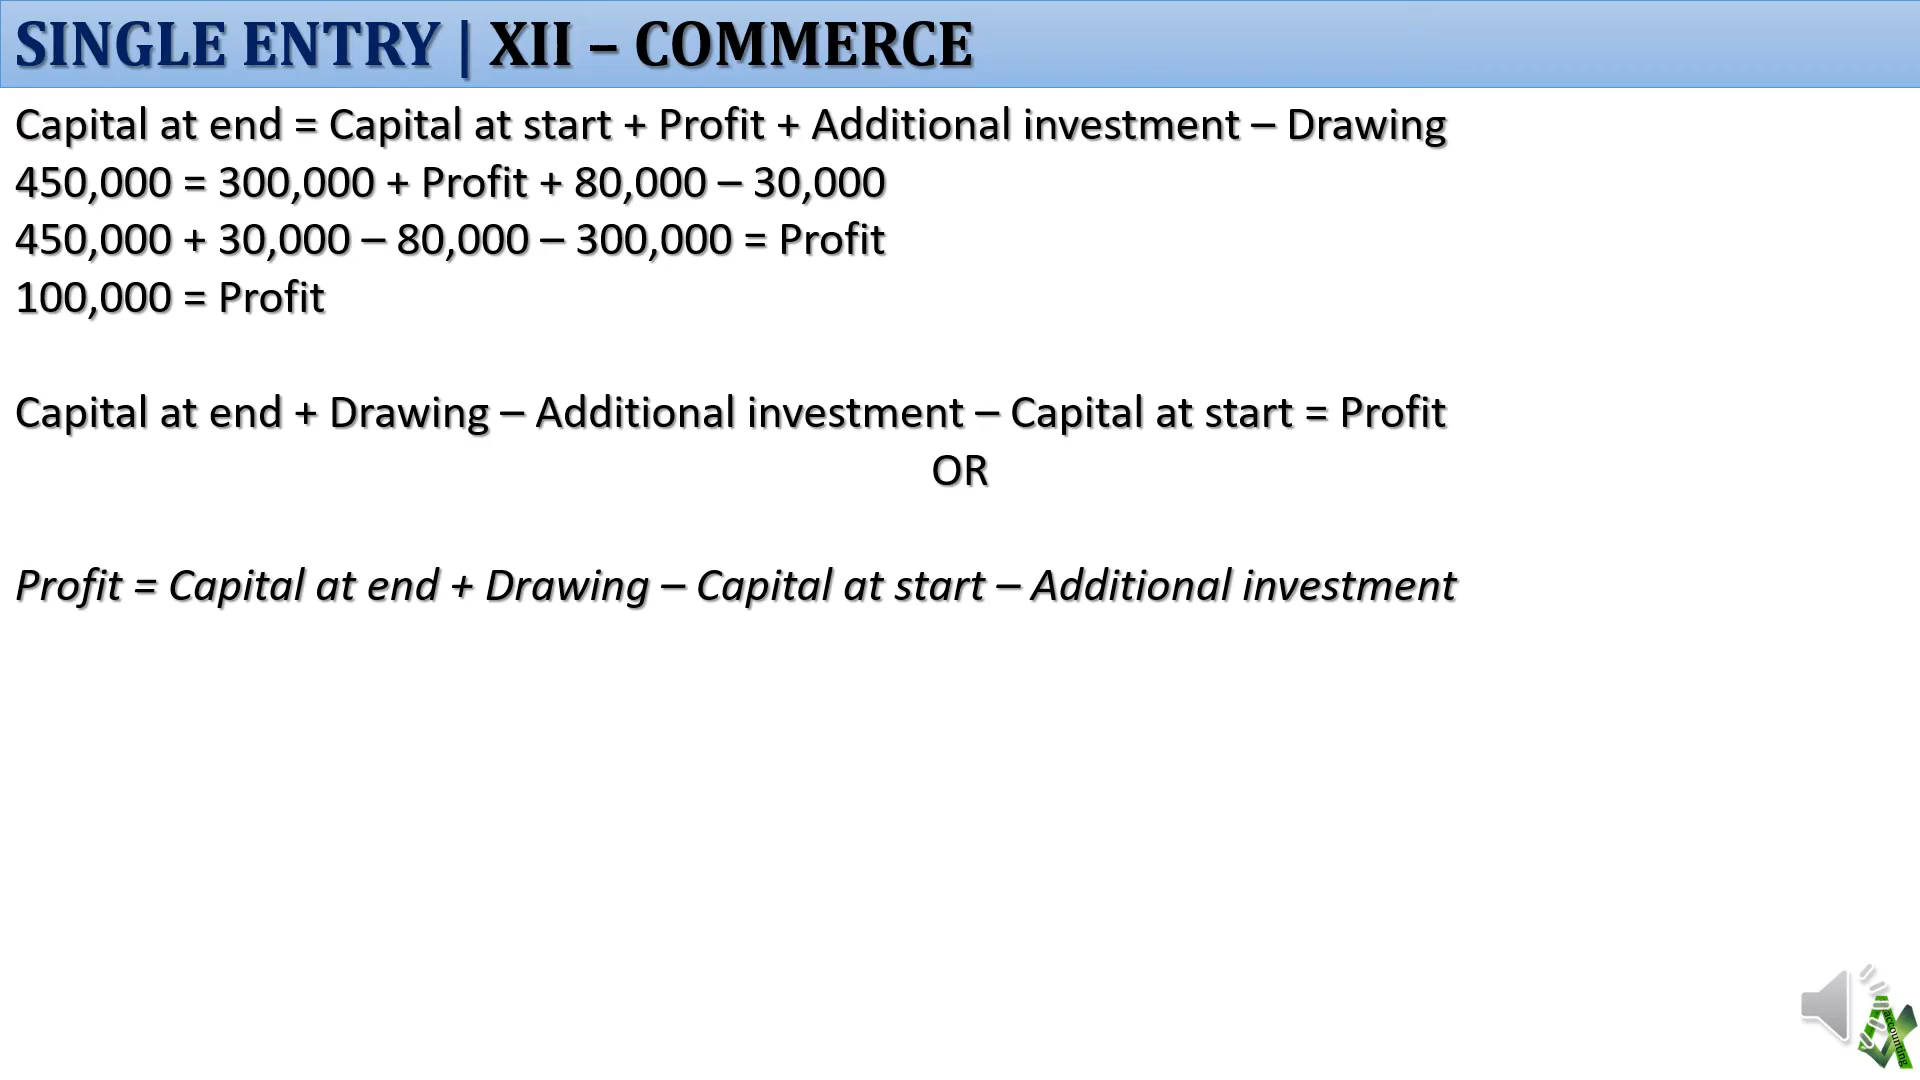 SINGLE ENTRY | XII – COMMERCE
Capital at end = Capital at start + Profit + Additional investment – Drawing
450,000 = 300,000 + Profit + 80,000 – 30,000
450,000 + 30,000 – 80,000 – 300,000 = Profit
100,000 = Profit
Capital at end + Drawing – Additional investment – Capital at start = Profit
OR
Profit = Capital at end + Drawing – Capital at start – Additional investment
accounting